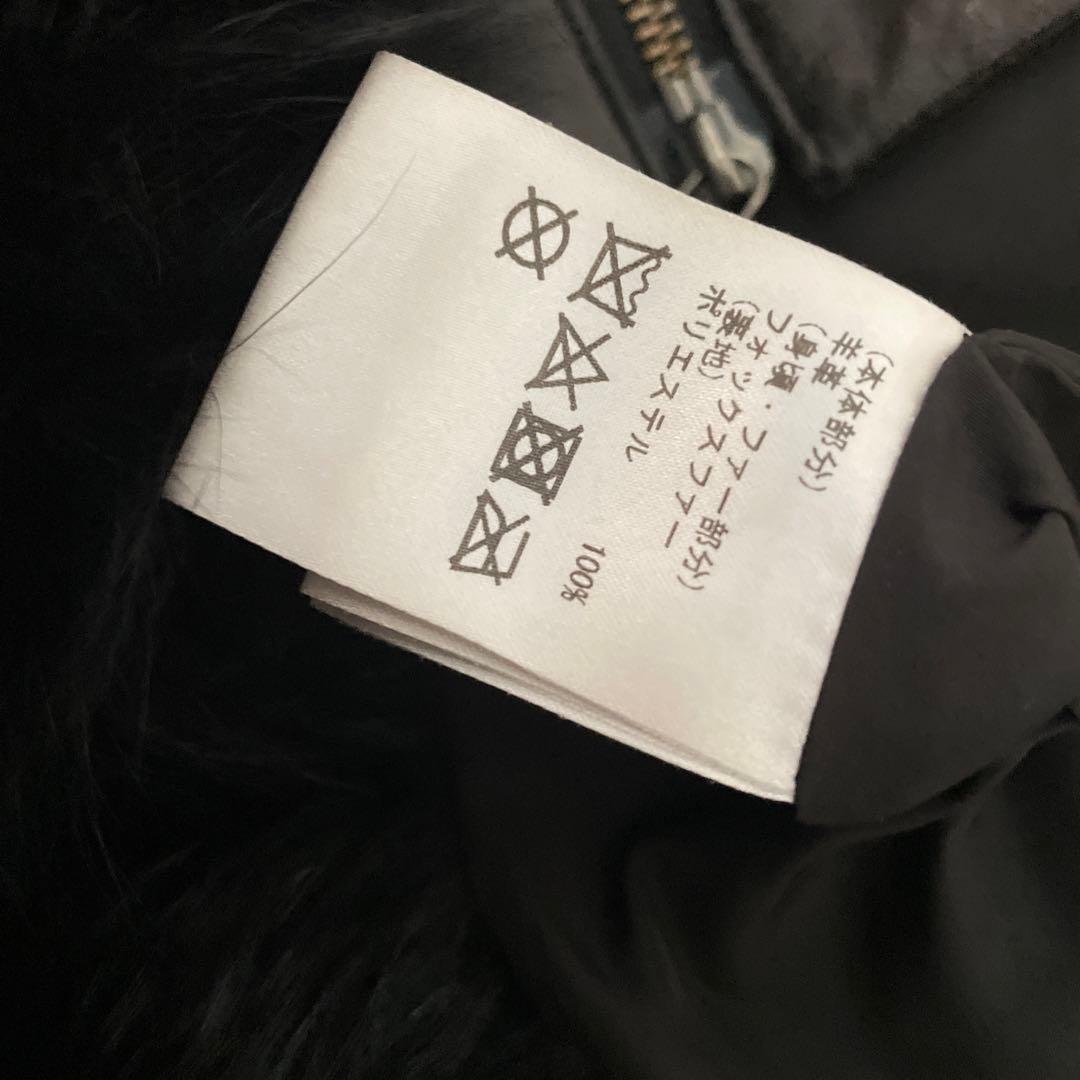 (本体部分)
羊革
(身頃・ファー部分)
フォックスファー
(裏地)
ポリエステル 100%